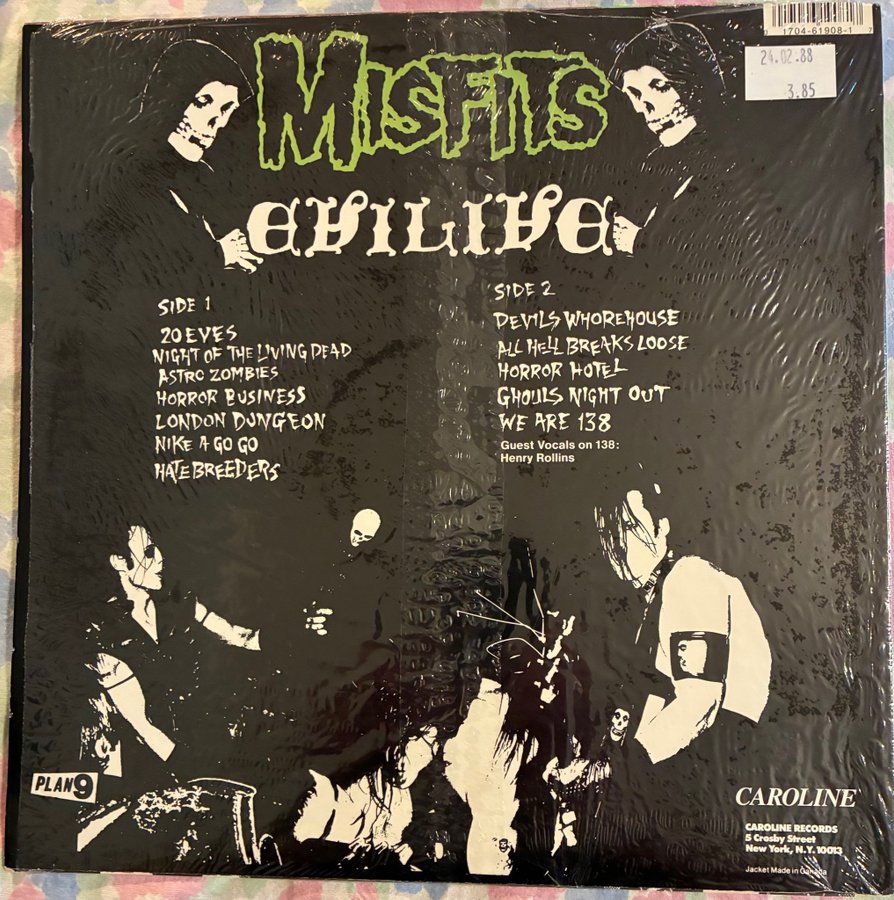 1704-61908-1 7
24.02.88
3.85
MISFITS
EVILIVE
SIDE 1
20 EYES
NIGHT OF THE LIVING DEAD
ASTRO ZOMBIES
HORROR BUSINESS
LONDON DUNGEON
NIKE A GO GO
HATE BREEDERS
SIDE 2
DEVILS WHOREHOUSE
ALL HELL BREAKS LOOSE
HORROR HOTEL
GHOULS NIGHT OUT
WE ARE 138
Guest Vocals on 138:
Henry Rollins
PLAN 9
CAROLINE
CAROLINE RECORDS
5 Crosby Street
New York, N.Y. 10013
Jacket Made in Canada